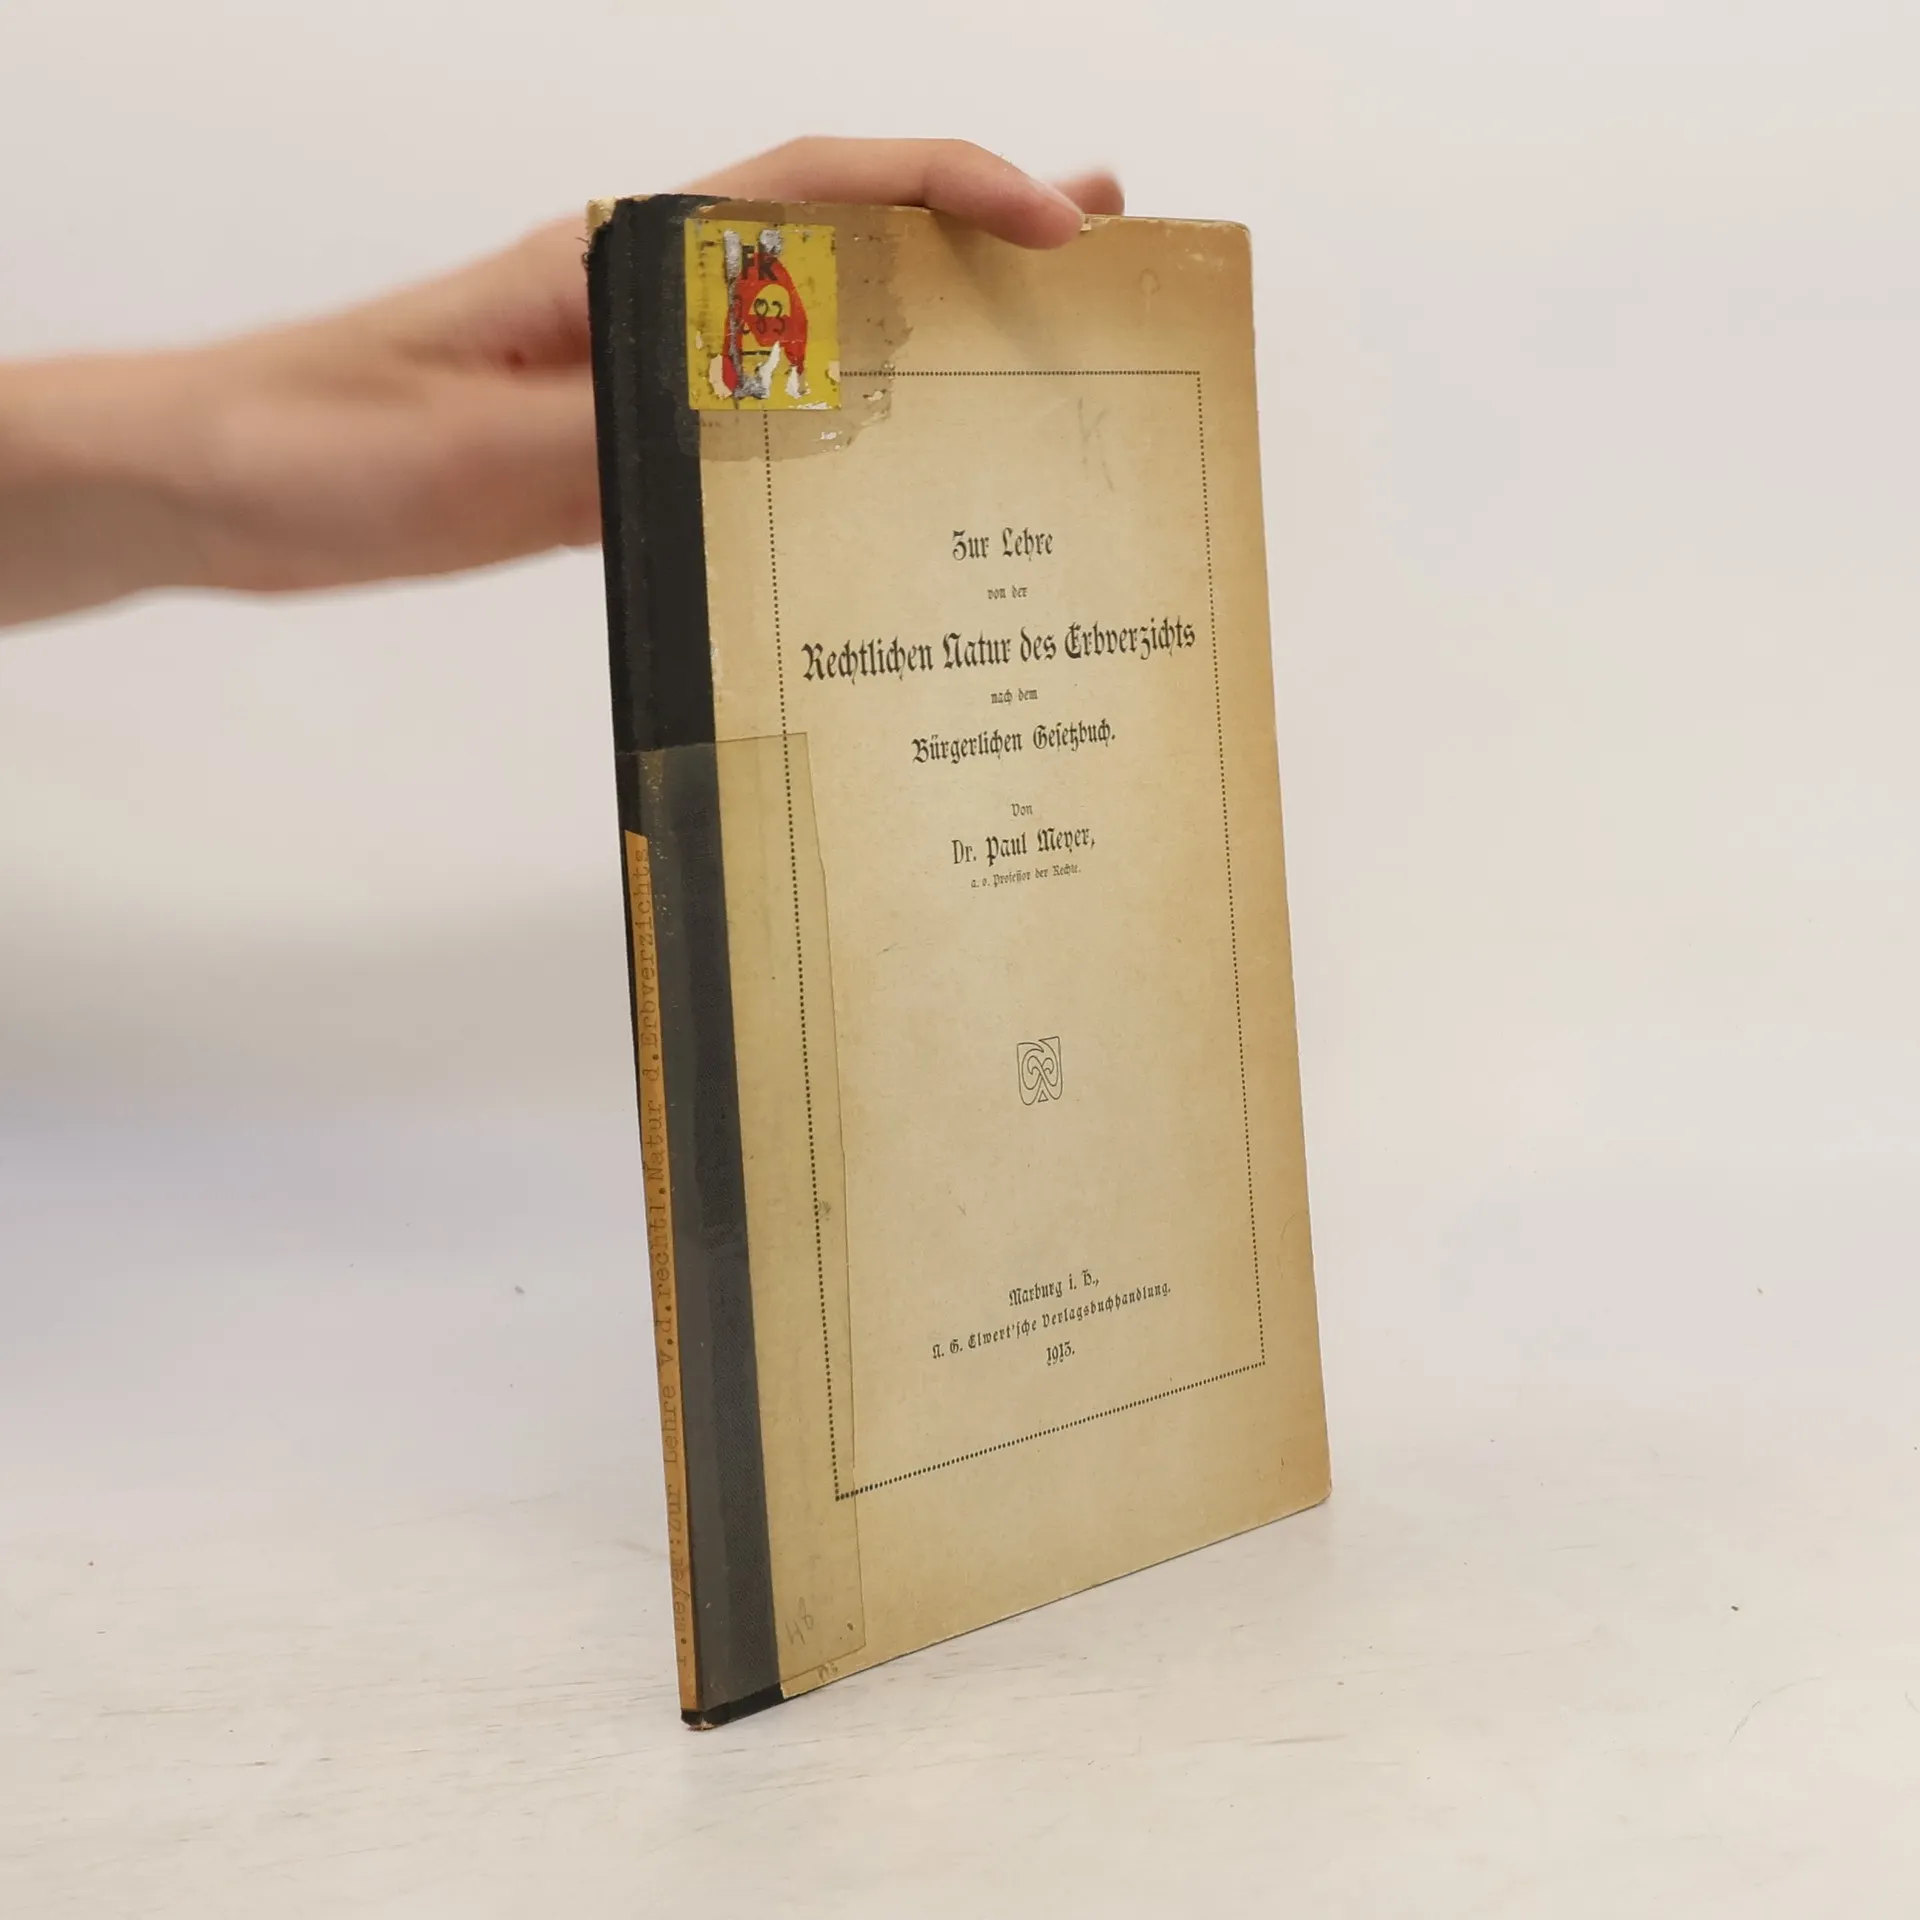 Fk
83
Zur Lehre
von der
Rechtlichen Natur des Erbverzichts
nach dem
Bürgerlichen Gesetzbuch.
Von
Dr. Paul Meyer,
a. o. Professor der Rechte.
Marburg i. H.,
N. G. Elwert'sche Verlagsbuchhandlung.
1913.
Meyer:Zur Lehre v.d.rechtl.Natur d.Erbverzichts